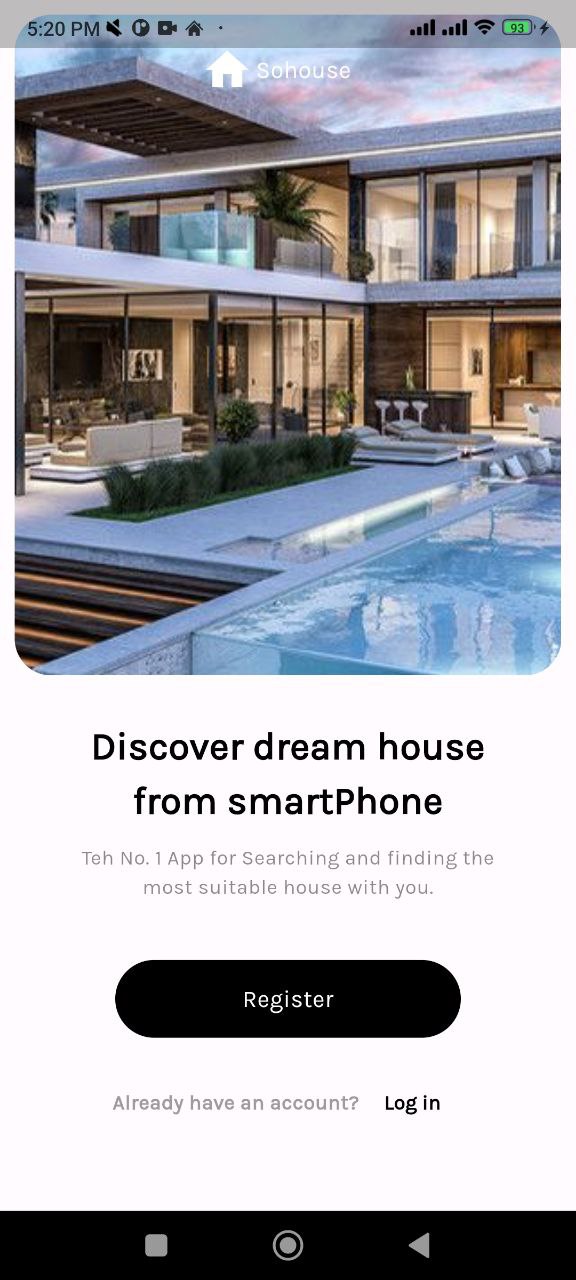 5:20 PM
93
Sohouse
Discover dream house
from smartPhone
Teh No. 1 App for Searching and finding the
most suitable house with you.
Register
Already have an account? Log in